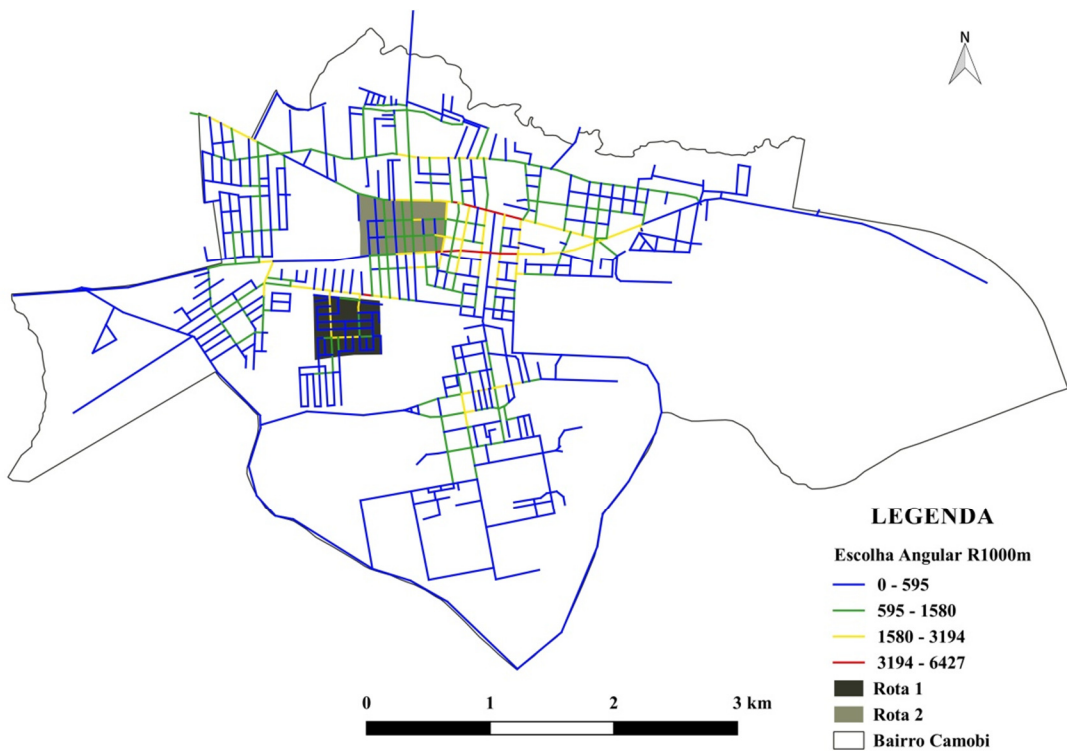 N
LEGENDA
Escolha Angular R1000m
0 - 595
595 - 1580
1580 - 3194
3194 - 6427
Rota 1
Rota 2
Bairro Camobi
0 1 2 3 km